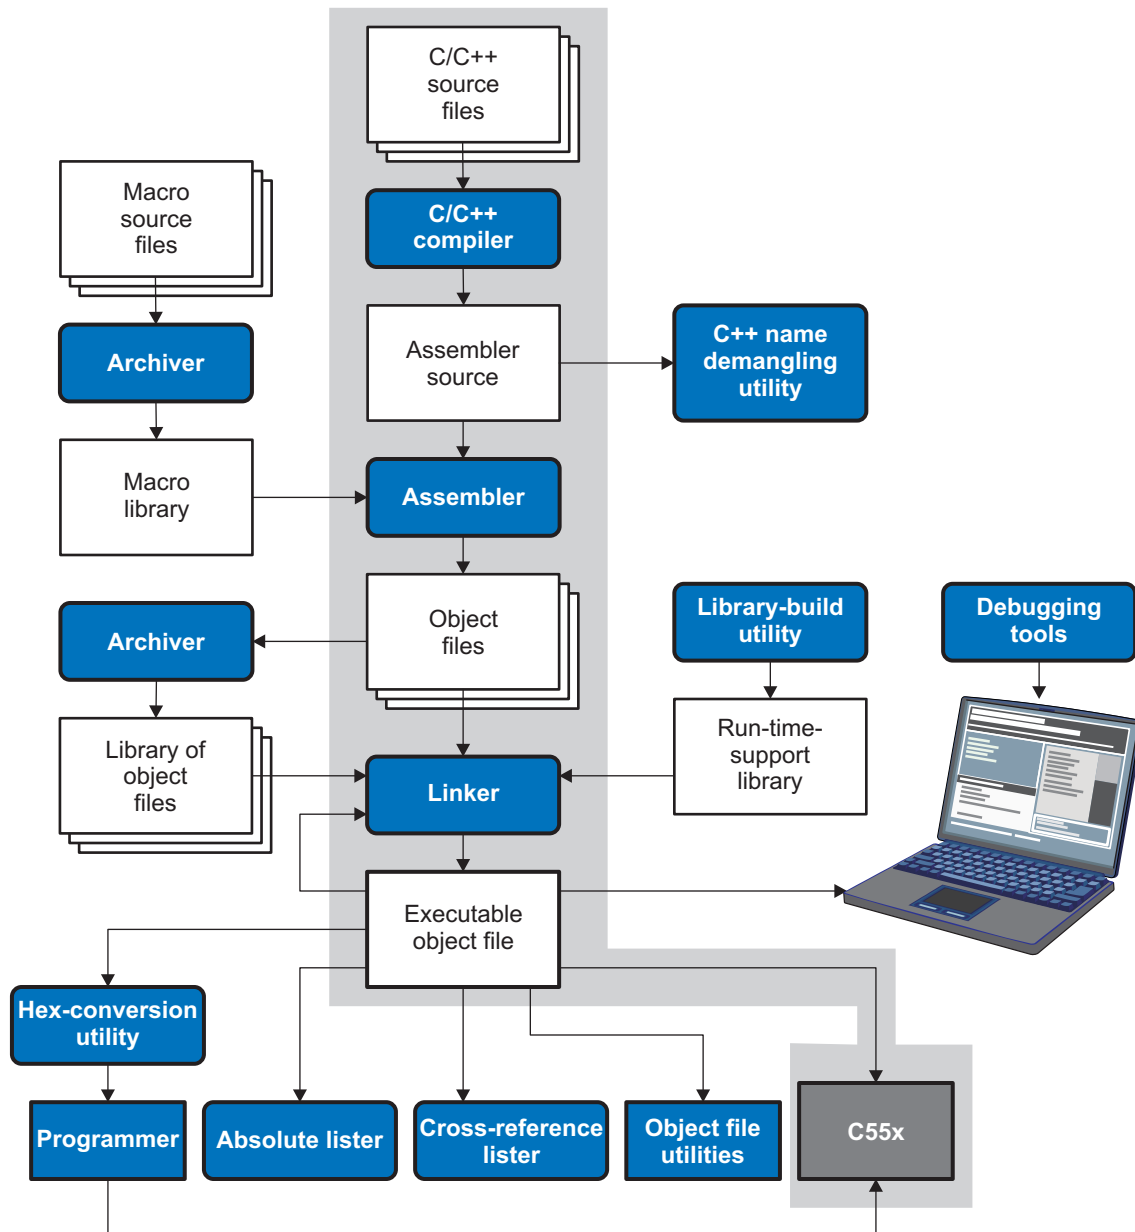 C/C++
source
files
Macro
source
files
C/C++
compiler
Archiver
Assembler
source
C++ name
demangling
utility
Macro
library
Assembler
Archiver
Object
files
Library-build
utility
Debugging
tools
Library of
object
files
Linker
Run-time-
support
library
Executable
object file
Hex-conversion
utility
Programmer
Absolute lister
Cross-reference
lister
Object file
utilities
C55x